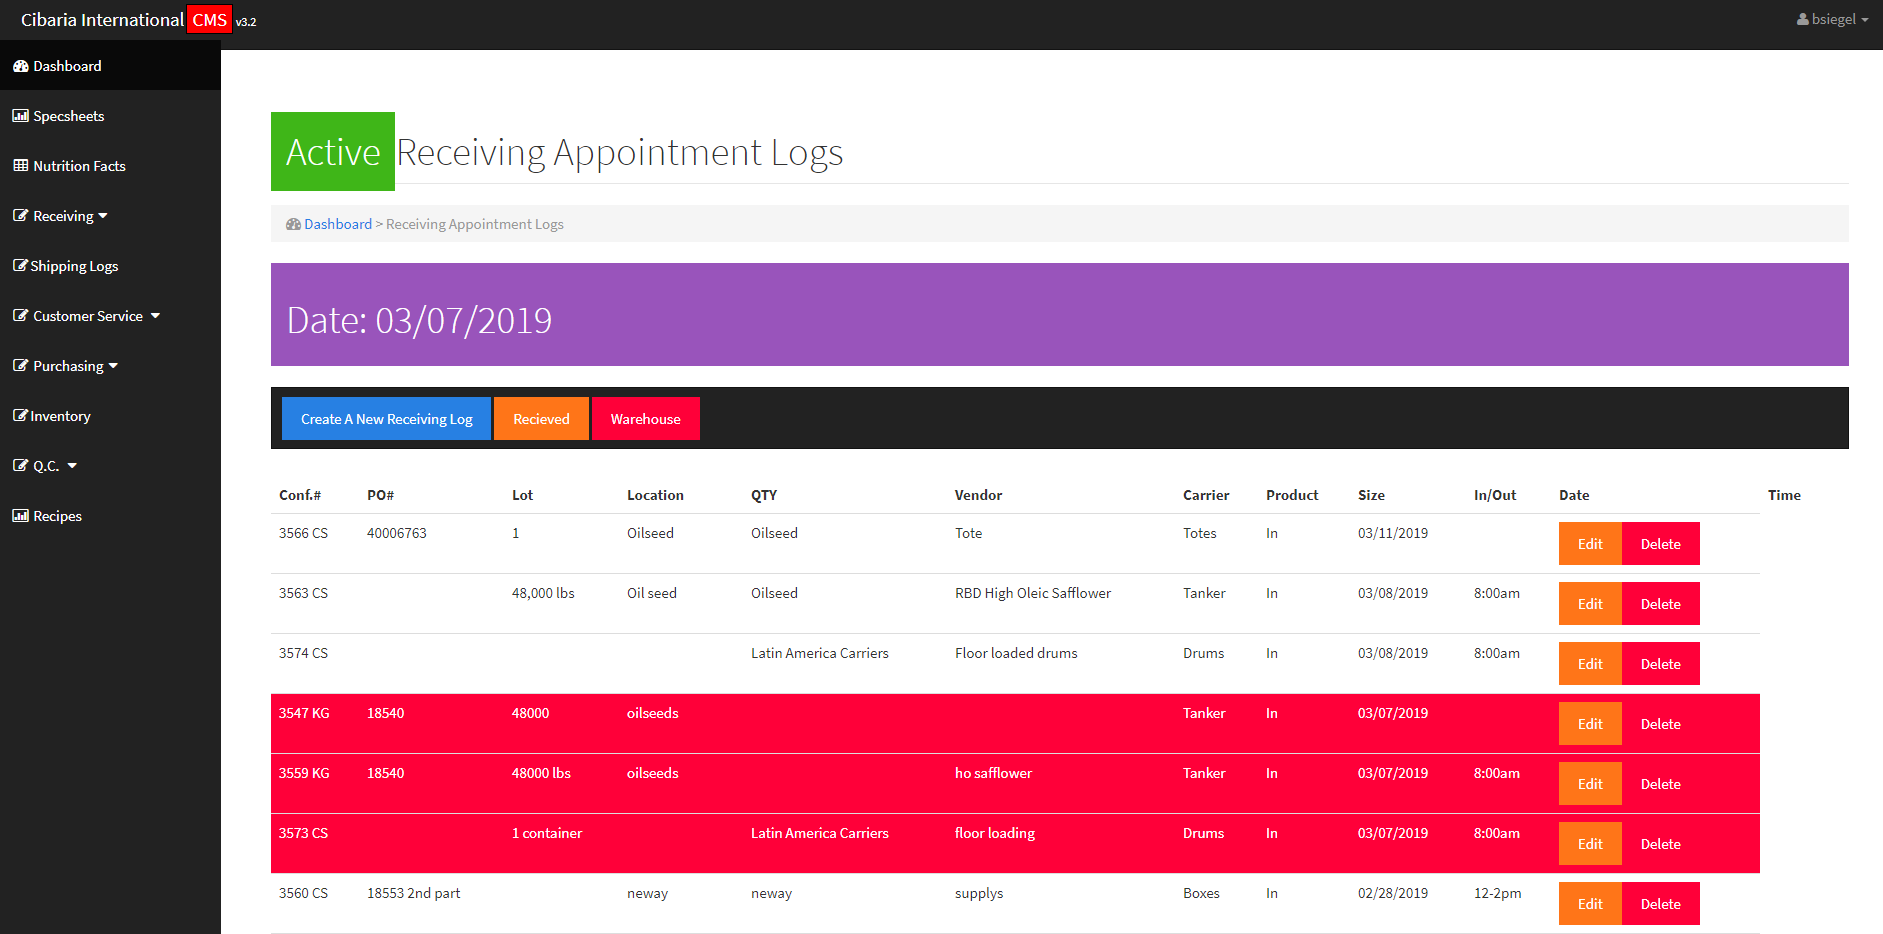 Cibaria International CMS v3.2
bsiegel
Dashboard
Specsheets
Nutrition Facts
Receiving
Shipping Logs
Customer Service
Purchasing
Inventory
Q.C.
Recipes
Active Receiving Appointment Logs
Dashboard > Receiving Appointment Logs
Date: 03/07/2019
Create A New Receiving Log Recieved Warehouse
Conf.# PO# Lot Location QTY Vendor Carrier Product Size In/Out Date Time
3566 CS 40006763 1 Oilseed Oilseed Tote Totes In 03/11/2019 Edit Delete
3563 CS 48,000 lbs Oil seed Oilseed RBD High Oleic Safflower Tanker In 03/08/2019 8:00am Edit Delete
3574 CS Latin America Carriers Floor loaded drums Drums In 03/08/2019 8:00am Edit Delete
3547 KG 18540 48000 oilseeds Tanker In 03/07/2019 Edit Delete
3559 KG 18540 48000 lbs oilseeds ho safflower Tanker In 03/07/2019 8:00am Edit Delete
3573 CS 1 container Latin America Carriers floor loading Drums In 03/07/2019 8:00am Edit Delete
3560 CS 18553 2nd part neway neway supplys Boxes In 02/28/2019 12-2pm Edit Delete